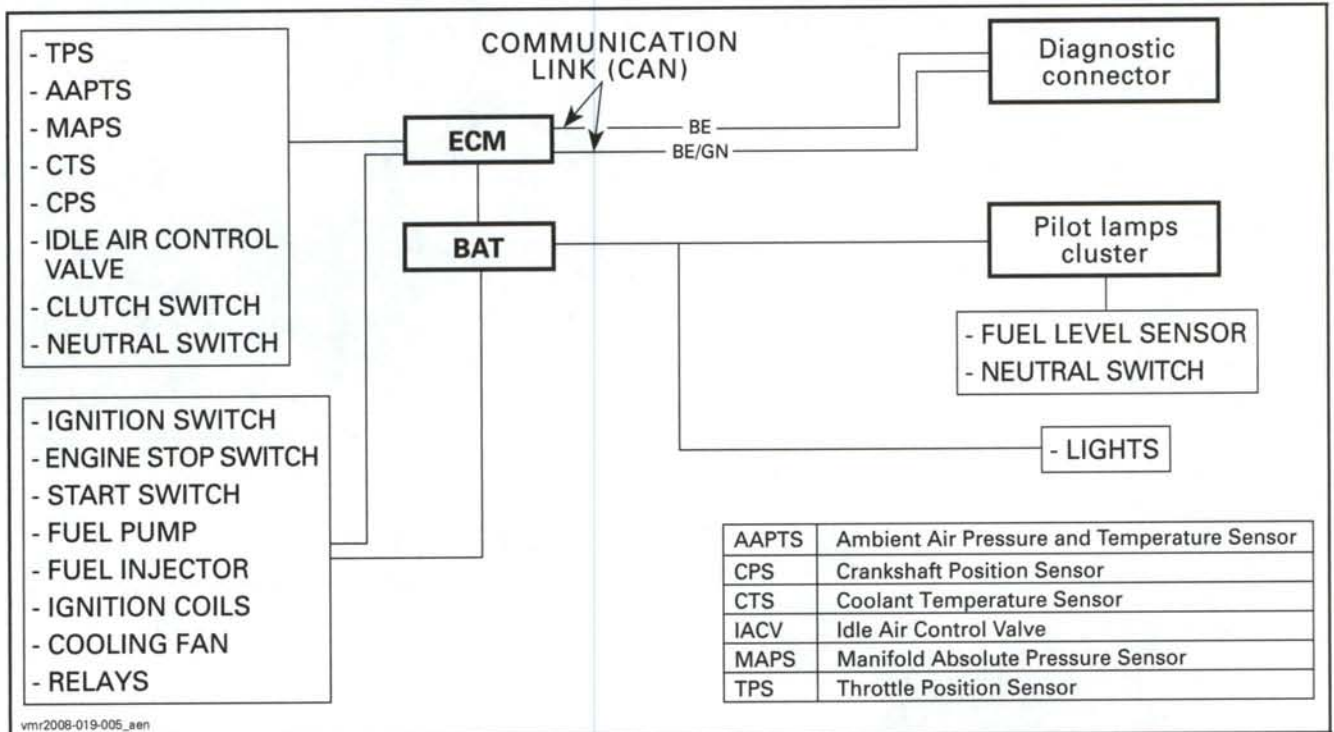 - TPS
- AAPTS
- MAPS
- CTS
- CPS
- IDLE AIR CONTROL
VALVE
- CLUTCH SWITCH
- NEUTRAL SWITCH
COMMUNICATION
LINK (CAN)
ECM
BE
BE/GN
Diagnostic
connector
BAT
Pilot lamps
cluster
- FUEL LEVEL SENSOR
- NEUTRAL SWITCH
- LIGHTS
- IGNITION SWITCH
- ENGINE STOP SWITCH
- START SWITCH
- FUEL PUMP
- FUEL INJECTOR
- IGNITION COILS
- COOLING FAN
- RELAYS
AAPTS Ambient Air Pressure and Temperature Sensor
CPS Crankshaft Position Sensor
CTS Coolant Temperature Sensor
IACV Idle Air Control Valve
MAPS Manifold Absolute Pressure Sensor
TPS Throttle Position Sensor
vmr2008-019-005_aen